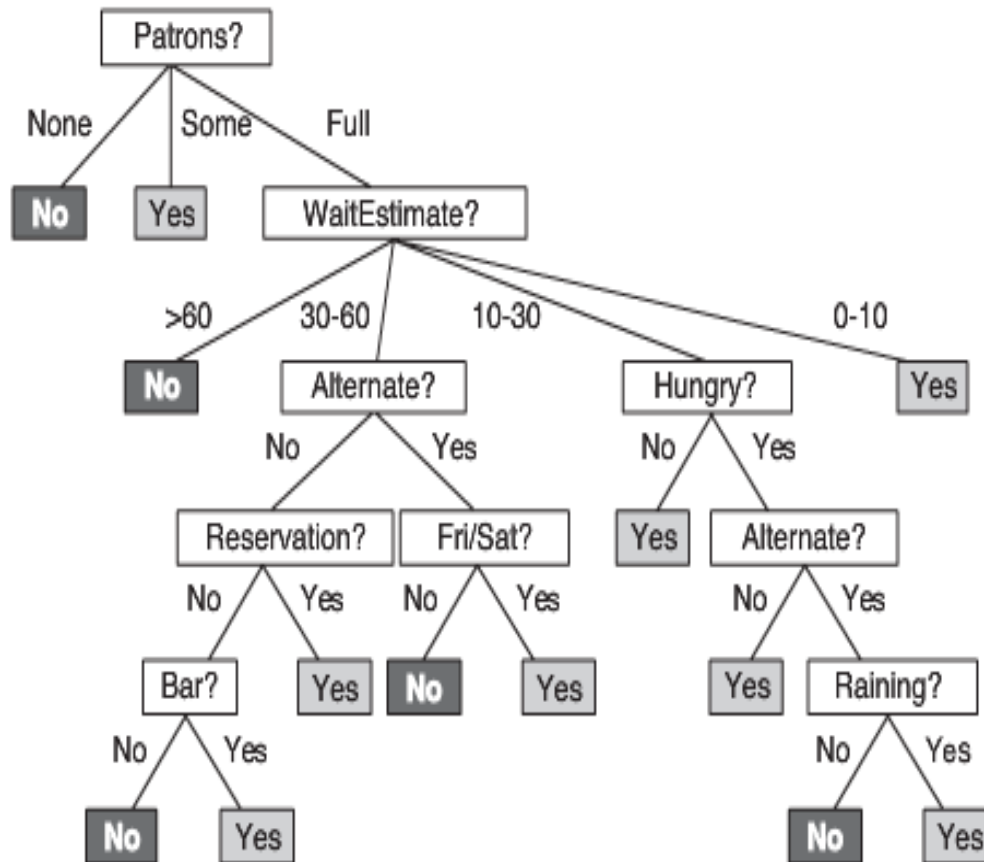 Patrons?
None Some Full
No Yes WaitEstimate?
>60 30-60 10-30 0-10
No Alternate? Hungry? Yes
No Yes No Yes
Reservation? Fri/Sat? Yes Alternate?
No Yes No Yes No Yes
Bar? Yes No Yes Yes Raining?
No Yes No Yes
No Yes No Yes